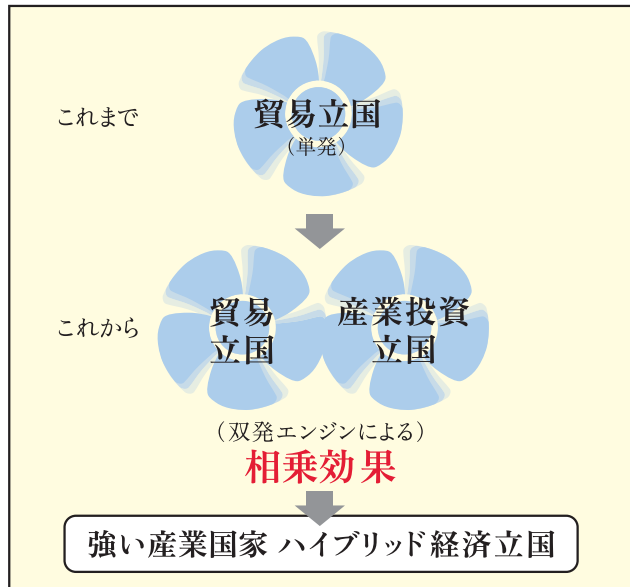 これまで
貿易立国
（単発）
これから
貿易
立国
産業投資
立国
（双発エンジンによる）
相乗効果
強い産業国家 ハイブリッド経済立国